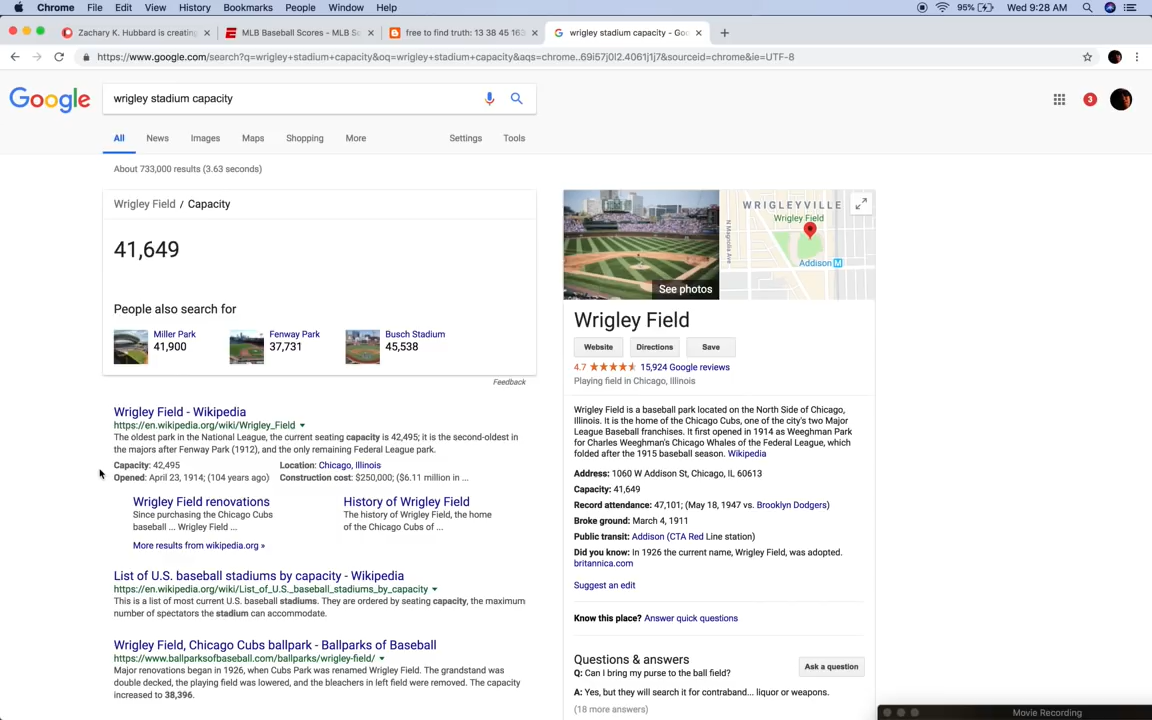 Chrome File Edit View History Bookmarks People Window Help 95% Wed 9:28 AM
Zachary K. Hubbard is creating × MLB Baseball Scores - MLB Sc × free to find truth: 13 38 45 163 × wrigley stadium capacity - Goo ×
https://www.google.com/search?q=wrigley+stadium+capacity&oq=wrigley+stadium+capacity&aqs=chrome..69i57j0l2.4061j1j7&sourceid=chrome&ie=UTF-8
Google wrigley stadium capacity 3
All News Images Maps Shopping More Settings Tools
About 733,000 results (3.63 seconds)
Wrigley Field / Capacity
41,649
People also search for
Miller Park
41,900
Fenway Park
37,731
Busch Stadium
45,538
Feedback
Wrigley Field - Wikipedia
https://en.wikipedia.org/wiki/Wrigley_Field
The oldest park in the National League, the current seating capacity is 42,495; it is the second-oldest in
the majors after Fenway Park (1912), and the only remaining Federal League park.
Capacity: 42,495 Location: Chicago, Illinois
Opened: April 23, 1914; (104 years ago) Construction cost: $250,000; ($6.11 million in ...
Wrigley Field renovations
Since purchasing the Chicago Cubs
baseball ... Wrigley Field ...
History of Wrigley Field
The history of Wrigley Field, the home
of the Chicago Cubs of ...
More results from wikipedia.org »
List of U.S. baseball stadiums by capacity - Wikipedia
https://en.wikipedia.org/wiki/List_of_U.S._baseball_stadiums_by_capacity
This is a list of most current U.S. baseball stadiums. They are ordered by seating capacity, the maximum
number of spectators the stadium can accommodate.
Wrigley Field, Chicago Cubs ballpark - Ballparks of Baseball
https://www.ballparksofbaseball.com/ballparks/wrigley-field/
Major renovations began in 1926, when Cubs Park was renamed Wrigley Field. The grandstand was
double decked, the playing field was lowered, and the bleachers in left field were removed. The capacity
increased to 38,396.
See photos
WRIGLEYVILLE
Wrigley Field
N Magnolia Ave
Addison M
Wrigley Field
Website Directions Save
4.7 15,924 Google reviews
Playing field in Chicago, Illinois
Wrigley Field is a baseball park located on the North Side of Chicago,
Illinois. It is the home of the Chicago Cubs, one of the city's two Major
League Baseball franchises. It first opened in 1914 as Weeghman Park
for Charles Weeghman's Chicago Whales of the Federal League, which
folded after the 1915 baseball season. Wikipedia
Address: 1060 W Addison St, Chicago, IL 60613
Capacity: 41,649
Record attendance: 47,101; (May 18, 1947 vs. Brooklyn Dodgers)
Broke ground: March 4, 1911
Public transit: Addison (CTA Red Line station)
Did you know: In 1926 the current name, Wrigley Field, was adopted.
britannica.com
Suggest an edit
Know this place? Answer quick questions
Questions & answers
Ask a question
Q: Can I bring my purse to the ball field?
A: Yes, but they will search it for contraband... liquor or weapons.
(18 more answers)
Movie Recording